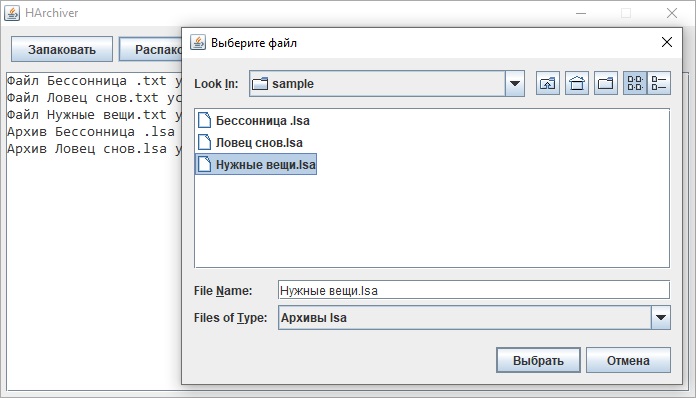 HArchiver
Запаковать
Файл Бессонница .txt
Файл Ловец снов.txt
Файл Нужные вещи.txt
Архив Бессонница .lsa
Архив Ловец снов.lsa
Выберите файл
Look In:
sample
Бессонница .lsa
Ловец снов.lsa
Нужные вещи.lsa
File Name:
Нужные вещи.lsa
Files of Type:
Архивы lsa
Выбрать
Отмена